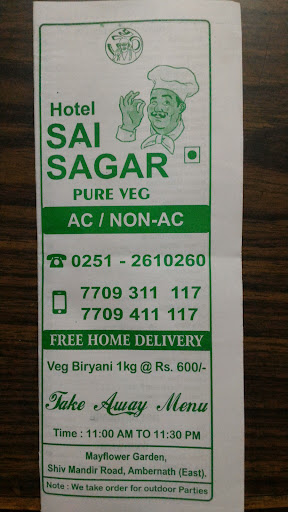 Hotel
SAI
SAGAR
PURE VEG
AC / NON-AC
0251 - 2610260
7709 311 117
7709 411 117
FREE HOME DELIVERY
Veg Biryani 1kg @ Rs. 600/-
Take Away Menu
Time : 11:00 AM TO 11:30 PM
Mayflower Garden,
Shiv Mandir Road, Ambernath (East).
Note : We take order for outdoor Parties